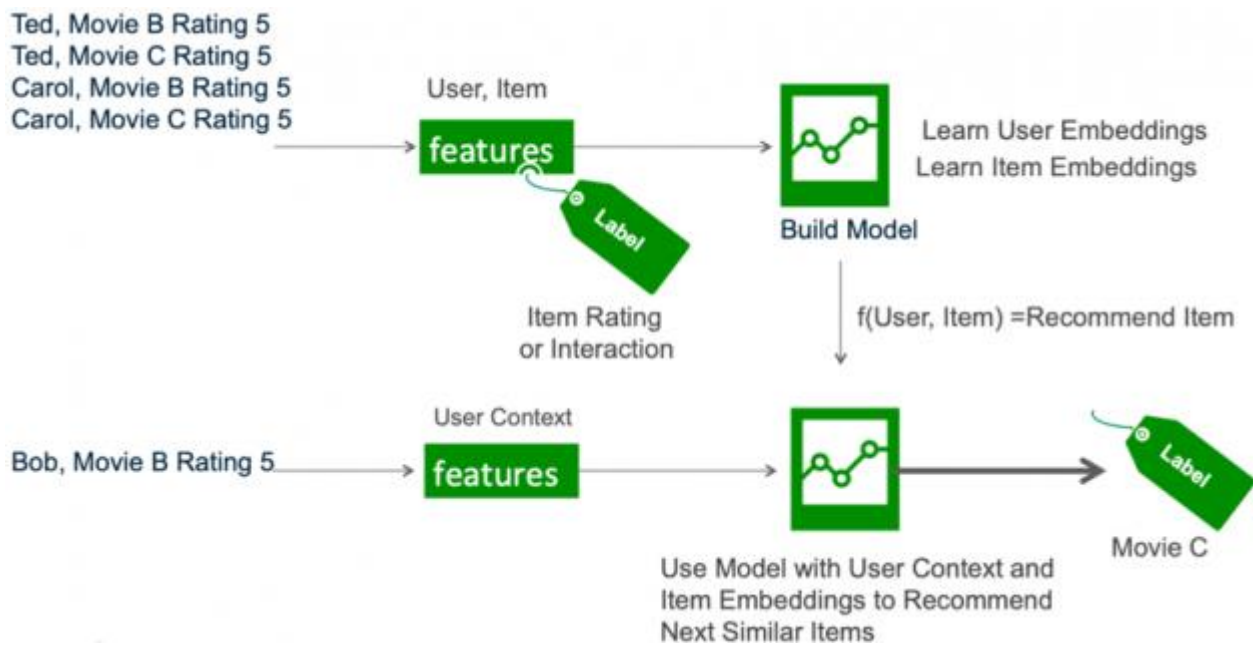 Ted, Movie B Rating 5
Ted, Movie C Rating 5
Carol, Movie B Rating 5
Carol, Movie C Rating 5
User, Item
features
Label
Item Rating
or Interaction
Learn User Embeddings
Learn Item Embeddings
Build Model
f(User, Item) =Recommend Item
Bob, Movie B Rating 5
User Context
features
Use Model with User Context and
Item Embeddings to Recommend
Next Similar Items
Label
Movie C